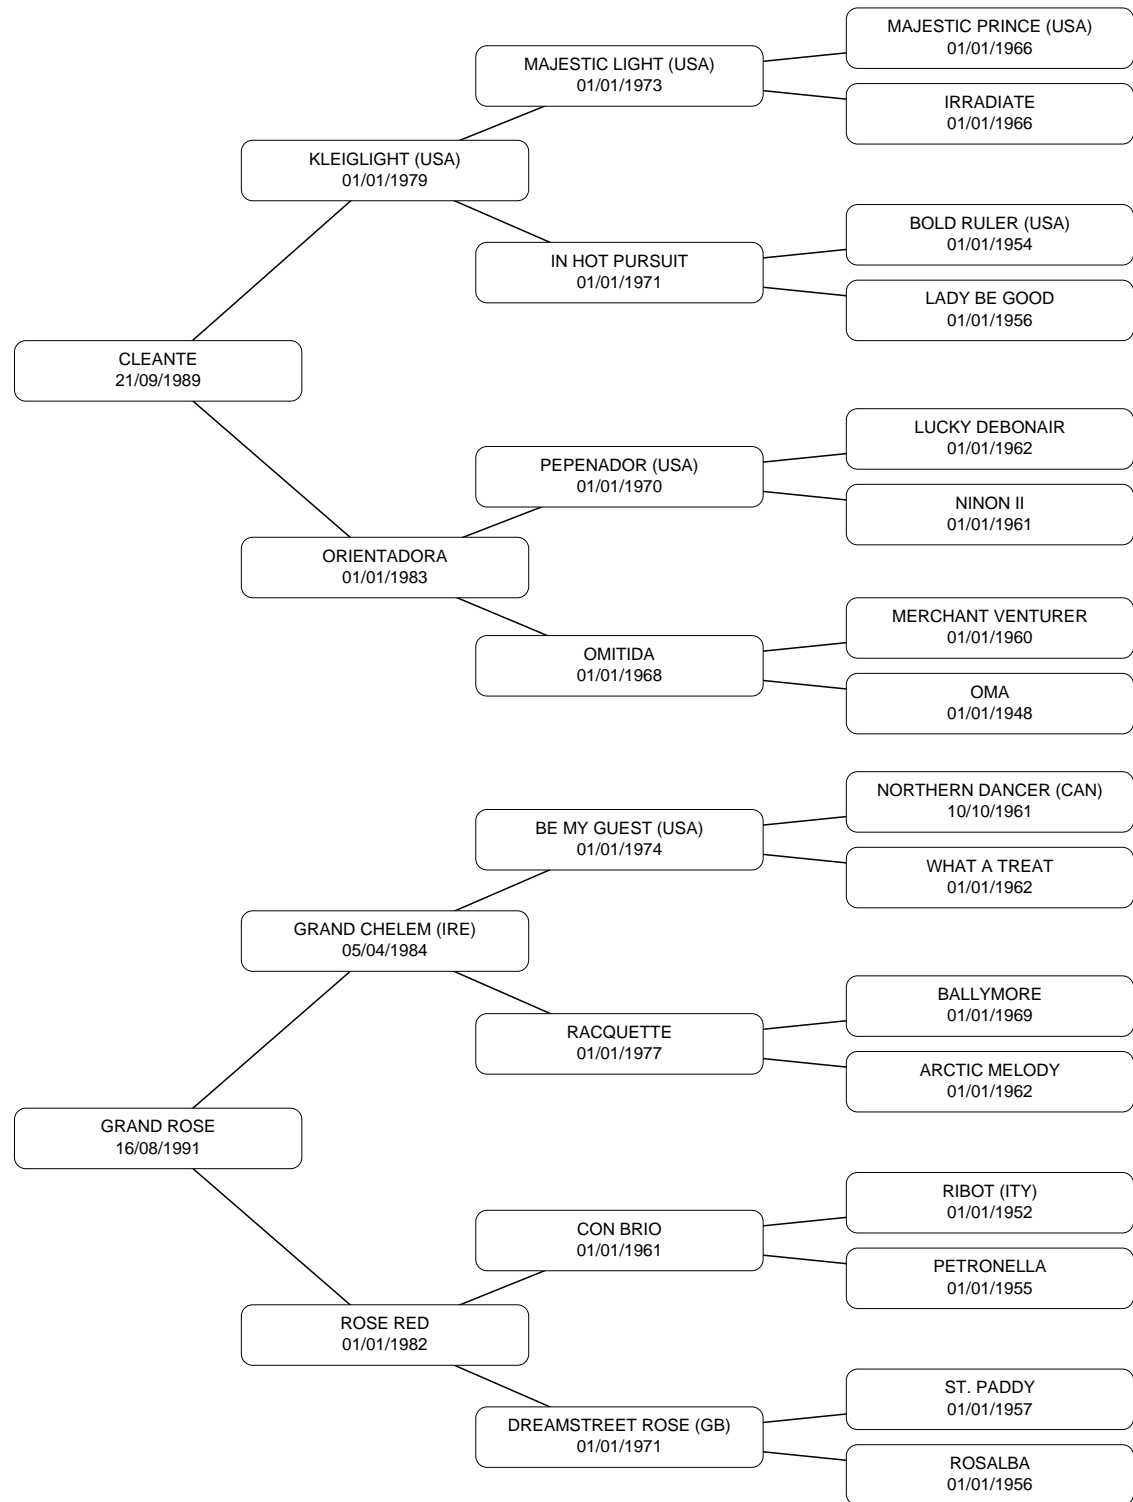 MAJESTIC PRINCE (USA)
01/01/1966
MAJESTIC LIGHT (USA)
01/01/1973
IRRADIATE
01/01/1966
KLEIGLIGHT (USA)
01/01/1979
BOLD RULER (USA)
01/01/1954
IN HOT PURSUIT
01/01/1971
LADY BE GOOD
01/01/1956
CLEANTE
21/09/1989
LUCKY DEBONAIR
01/01/1962
PEPENADOR (USA)
01/01/1970
NINON II
01/01/1961
ORIENTADORA
01/01/1983
MERCHANT VENTURER
01/01/1960
OMITIDA
01/01/1968
OMA
01/01/1948
NORTHERN DANCER (CAN)
10/10/1961
BE MY GUEST (USA)
01/01/1974
WHAT A TREAT
01/01/1962
GRAND CHELEM (IRE)
05/04/1984
BALLYMORE
01/01/1969
RACQUETTE
01/01/1977
ARCTIC MELODY
01/01/1962
GRAND ROSE
16/08/1991
RIBOT (ITY)
01/01/1952
CON BRIO
01/01/1961
PETRONELLA
01/01/1955
ROSE RED
01/01/1982
ST. PADDY
01/01/1957
DREAMSTREET ROSE (GB)
01/01/1971
ROSALBA
01/01/1956